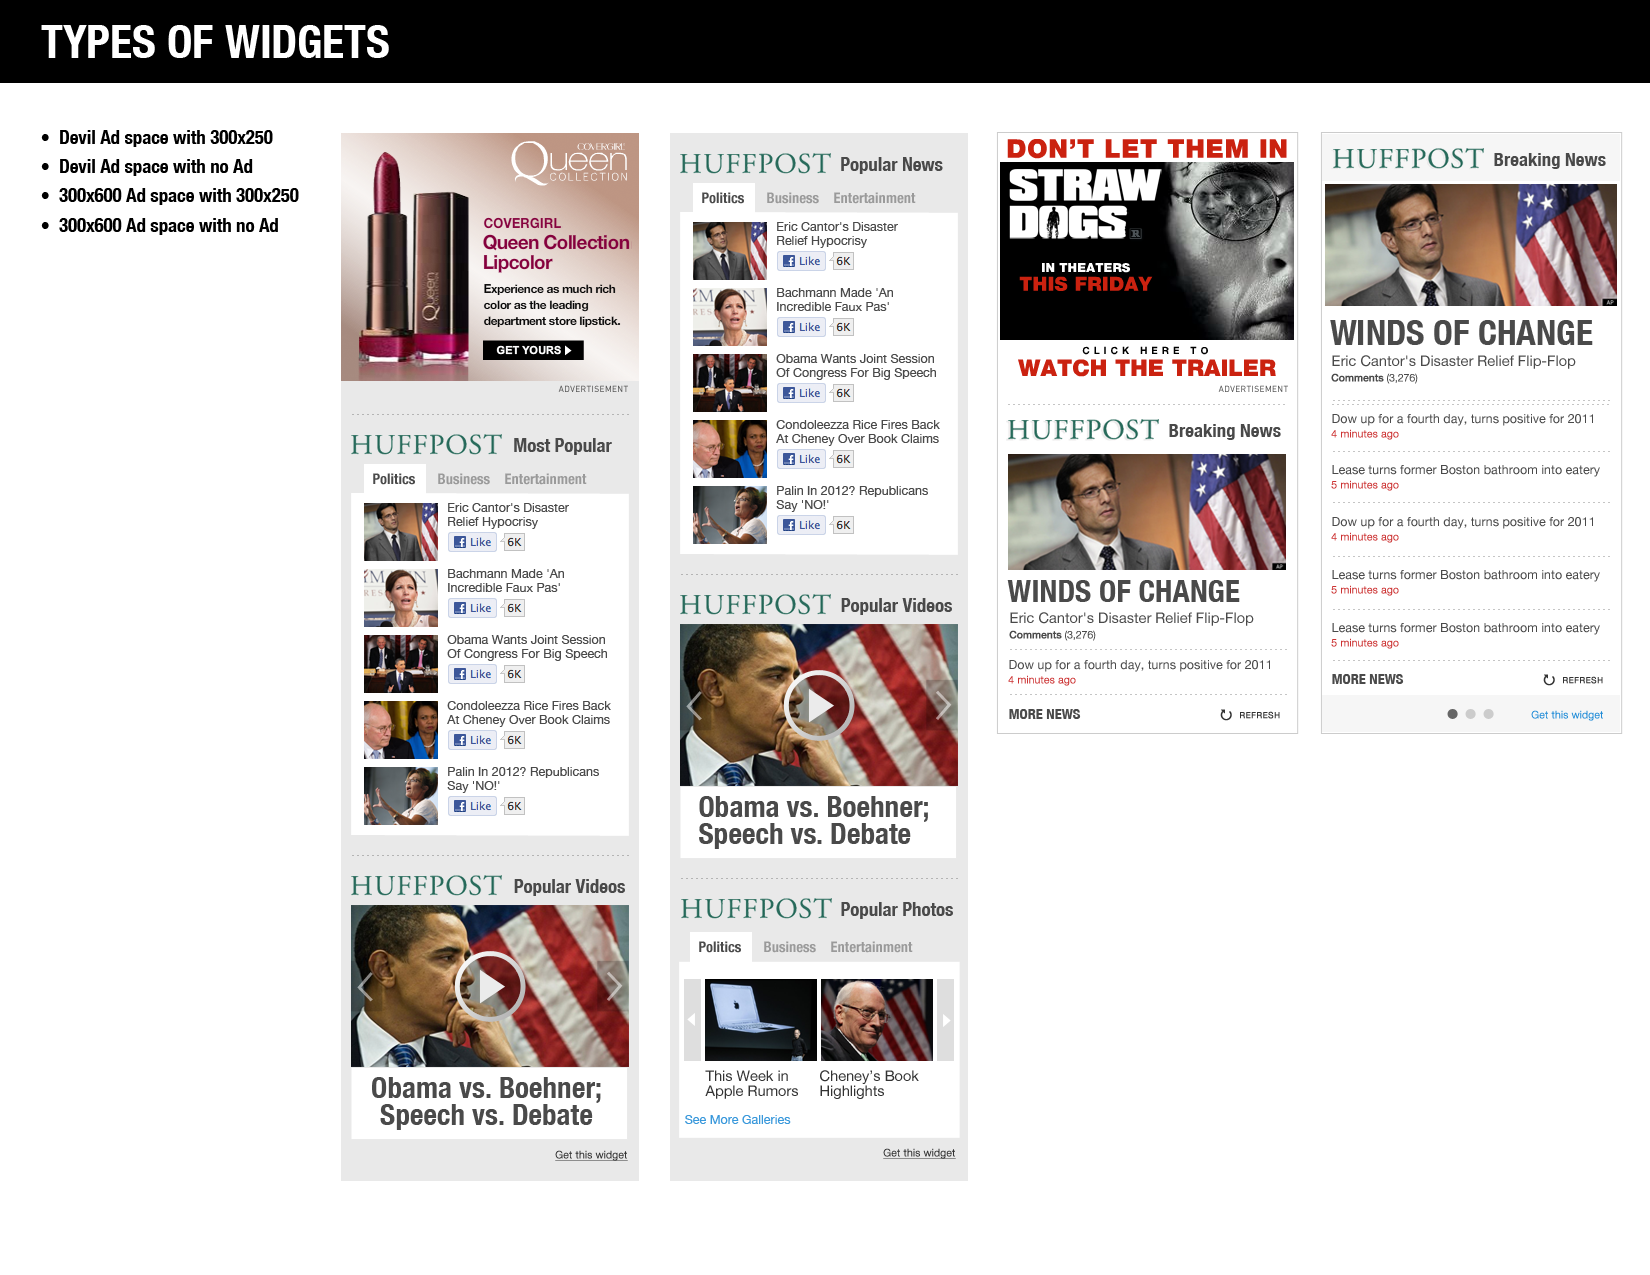 TYPES OF WIDGETS
• Devil Ad space with 300x250
• Devil Ad space with no Ad
• 300x600 Ad space with 300x250
• 300x600 Ad space with no Ad
COVERGIRL
Queen
COLLECTION
COVERGIRL
Queen Collection
Lipcolor
Experience as much rich
color as the leading
department store lipstick.
GET YOURS
Queen
ADVERTISEMENT
HUFFPOST Most Popular
Politics Business Entertainment
Eric Cantor's Disaster
Relief Hypocrisy
Like 6K
Bachmann Made 'An
Incredible Faux Pas'
Like 6K
Obama Wants Joint Session
Of Congress For Big Speech
Like 6K
Condoleezza Rice Fires Back
At Cheney Over Book Claims
Like 6K
Palin In 2012? Republicans
Say 'NO!'
Like 6K
HUFFPOST Popular Videos
Obama vs. Boehner;
Speech vs. Debate
Get this widget
HUFFPOST Popular News
Politics Business Entertainment
Eric Cantor's Disaster
Relief Hypocrisy
Like 6K
Bachmann Made 'An
Incredible Faux Pas'
Like 6K
Obama Wants Joint Session
Of Congress For Big Speech
Like 6K
Condoleezza Rice Fires Back
At Cheney Over Book Claims
Like 6K
Palin In 2012? Republicans
Say 'NO!'
Like 6K
HUFFPOST Popular Videos
Obama vs. Boehner;
Speech vs. Debate
HUFFPOST Popular Photos
Politics Business Entertainment
This Week in
Apple Rumors
Cheney's Book
Highlights
See More Galleries
Get this widget
DON'T LET THEM IN
STRAW
DOGS
R
IN THEATERS
THIS FRIDAY
CLICK HERE TO
WATCH THE TRAILER
ADVERTISEMENT
HUFFPOST Breaking News
AP
WINDS OF CHANGE
Eric Cantor's Disaster Relief Flip-Flop
Comments (3,276)
Dow up for a fourth day, turns positive for 2011
4 minutes ago
MORE NEWS REFRESH
HUFFPOST Breaking News
AP
WINDS OF CHANGE
Eric Cantor's Disaster Relief Flip-Flop
Comments (3,276)
Dow up for a fourth day, turns positive for 2011
4 minutes ago
Lease turns former Boston bathroom into eatery
5 minutes ago
Dow up for a fourth day, turns positive for 2011
4 minutes ago
Lease turns former Boston bathroom into eatery
5 minutes ago
Lease turns former Boston bathroom into eatery
5 minutes ago
MORE NEWS REFRESH
Get this widget